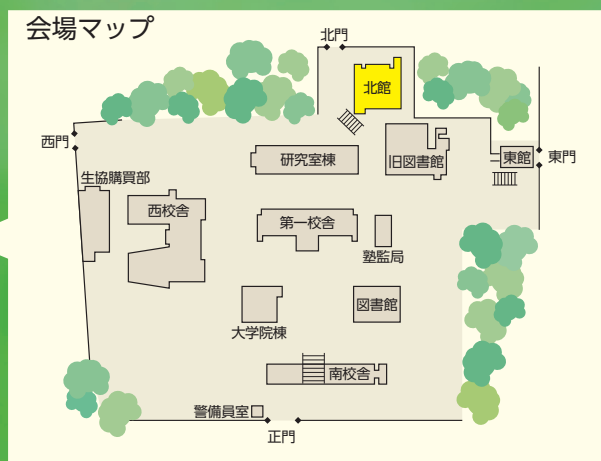 会場マップ
北門
北館
西門
研究室棟
旧図書館
東館
東門
生協購買部
西校舎
第一校舎
塾監局
大学院棟
図書館
南校舎
警備員室
正門